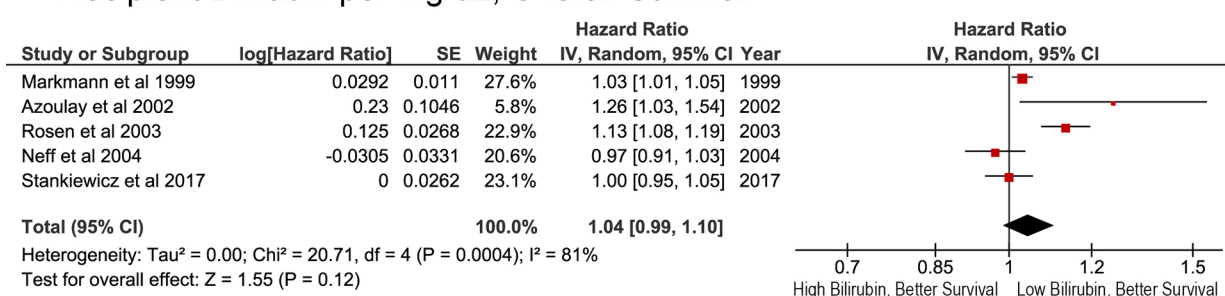 Hazard Ratio Hazard Ratio
Study or Subgroup log[Hazard Ratio] SE Weight IV, Random, 95% CI Year IV, Random, 95% CI
Markmann et al 1999 0.0292 0.011 27.6% 1.03 [1.01, 1.05] 1999
Azoulay et al 2002 0.23 0.1046 5.8% 1.26 [1.03, 1.54] 2002
Rosen et al 2003 0.125 0.0268 22.9% 1.13 [1.08, 1.19] 2003
Neff et al 2004 -0.0305 0.0331 20.6% 0.97 [0.91, 1.03] 2004
Stankiewicz et al 2017 0 0.0262 23.1% 1.00 [0.95, 1.05] 2017
Total (95% CI) 100.0% 1.04 [0.99, 1.10]
Heterogeneity: Tau² = 0.00; Chi² = 20.71, df = 4 (P = 0.0004); I² = 81%
Test for overall effect: Z = 1.55 (P = 0.12)
0.7 0.85 1 1.2 1.5
High Bilirubin, Better Survival Low Bilirubin, Better Survival